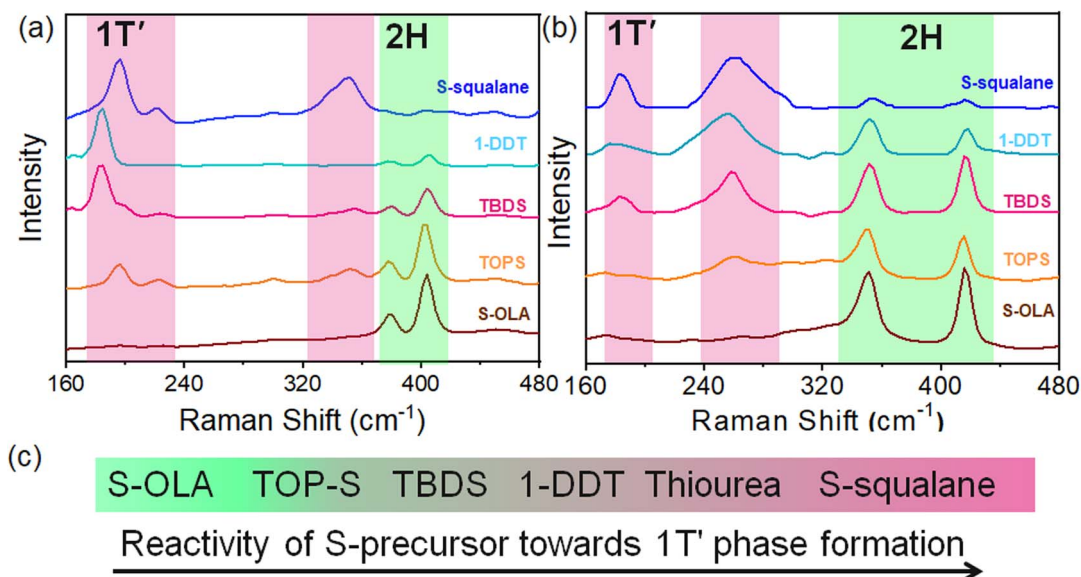 (a)
1T′
2H
S-squalane
1-DDT
TBDS
TOPS
S-OLA
Intensity
160 240 320 400 480
Raman Shift (cm⁻¹)
(b)
1T′
2H
S-squalane
1-DDT
TBDS
TOPS
S-OLA
Intensity
160 240 320 400 480
Raman Shift (cm⁻¹)
(c)
S-OLA TOP-S TBDS 1-DDT Thiourea S-squalane
Reactivity of S-precursor towards 1T' phase formation